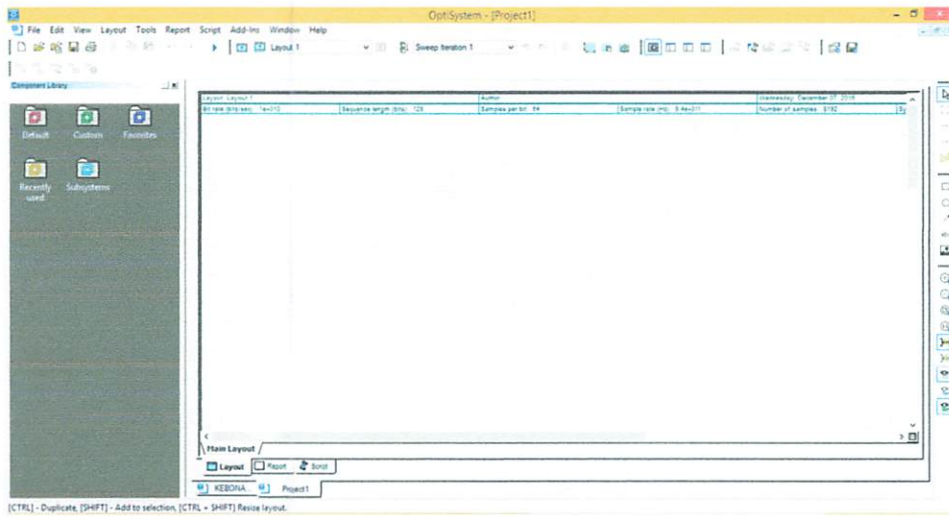 OptiSystem - [Project1]
File Edit View Layout Tools Report Script Add-Ins Window Help
Layout 1 Sweep Iteration 1
Component Library
Default Custom Favorites
Recently used Subsystems
Layout: Layout 1 Author: Wednesday, December 07, 2016
Bit rate (bits/sec): 1e+010 Sequence length (bits): 128 Samples per bit: 64 Sample rate (Hz): 6.4e+011 Number of samples: 8192
Main Layout
Layout Report Script
KEBONA... Project1
[CTRL] - Duplicate, [SHIFT] - Add to selection, [CTRL + SHIFT] Resize layout.